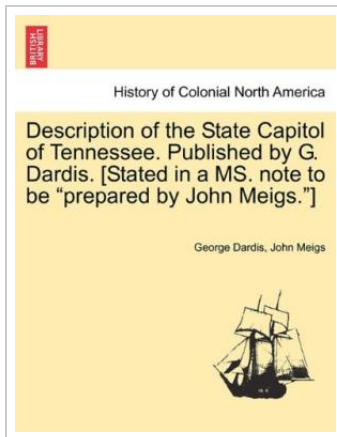 BRITISH
LIBRARY
History of Colonial North America
Description of the State Capitol
of Tennessee. Published by G.
Dardis. [Stated in a MS. note to
be “prepared by John Meigs.”]
George Dardis, John Meigs